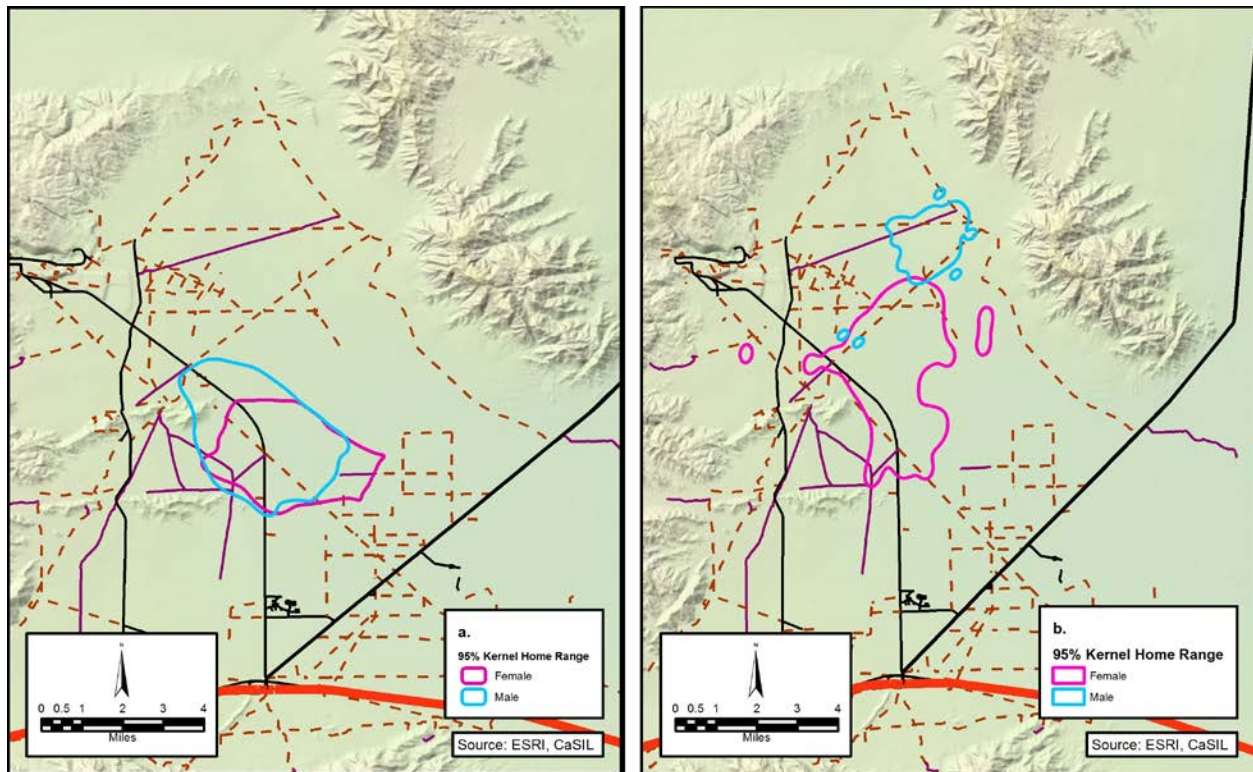 a.
95% Kernel Home Range
Female
Male
N
0 0.5 1 2 3 4
Miles
Source: ESRI, CaSIL
b.
95% Kernel Home Range
Female
Male
N
0 0.5 1 2 3 4
Miles
Source: ESRI, CaSIL